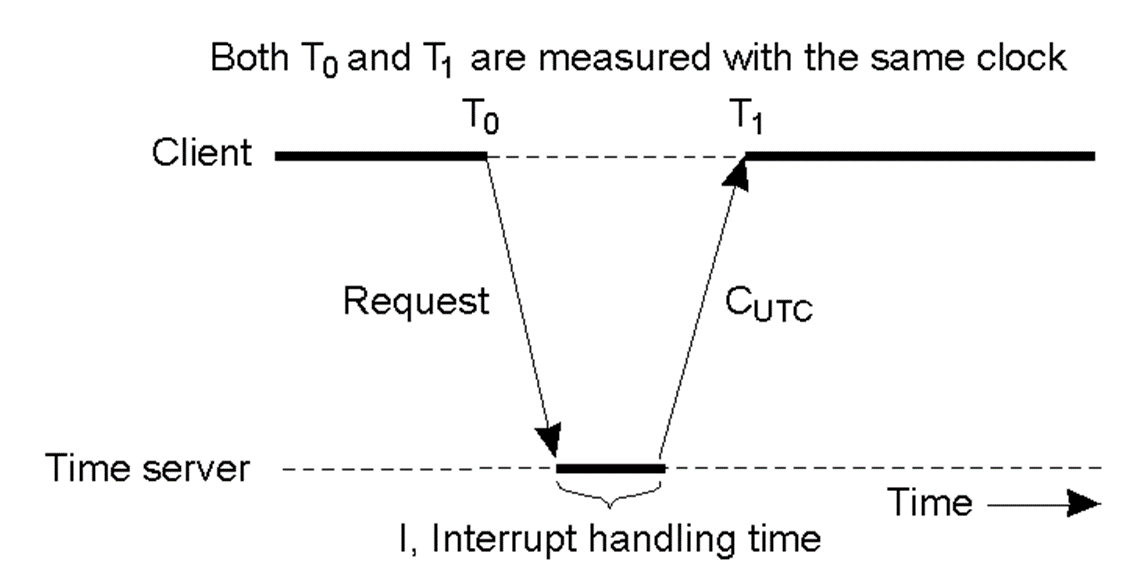 Both T0 and T1 are measured with the same clock
T0 T1
Client
Request CUTC
Time server
Time
I, Interrupt handling time